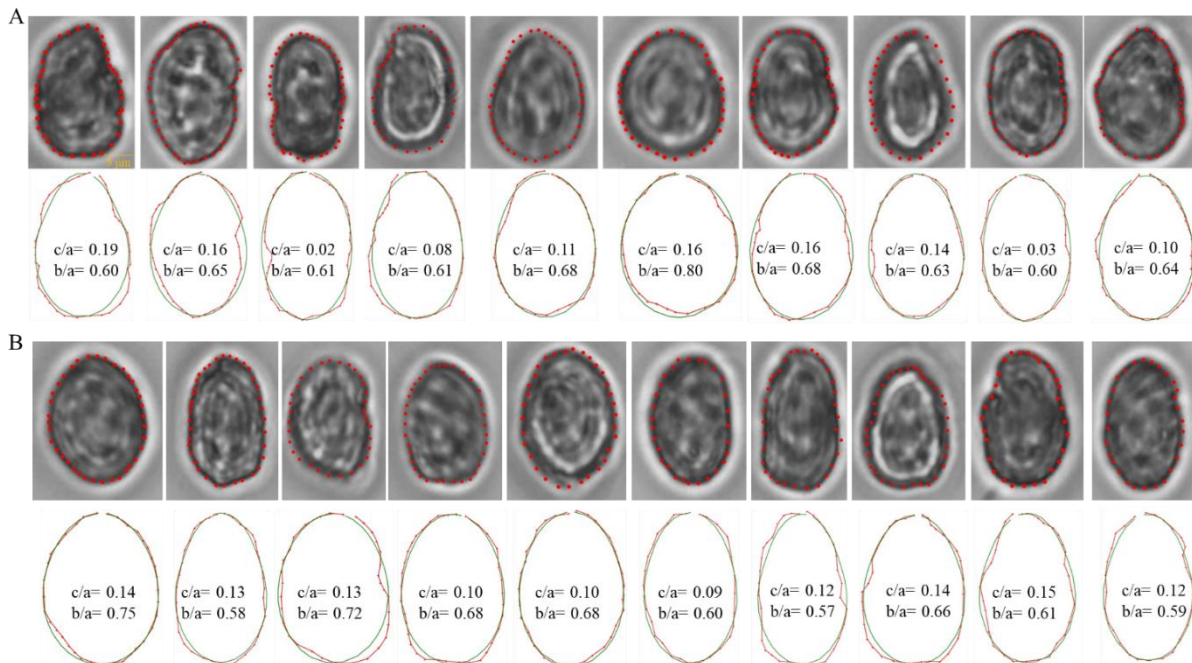 A
5 μm
c/a= 0.19
b/a= 0.60
c/a= 0.16
b/a= 0.65
c/a= 0.02
b/a= 0.61
c/a= 0.08
b/a= 0.61
c/a= 0.11
b/a= 0.68
c/a= 0.16
b/a= 0.80
c/a= 0.16
b/a= 0.68
c/a= 0.14
b/a= 0.63
c/a= 0.03
b/a= 0.60
c/a= 0.10
b/a= 0.64
B
c/a= 0.14
b/a= 0.75
c/a= 0.13
b/a= 0.58
c/a= 0.13
b/a= 0.72
c/a= 0.10
b/a= 0.68
c/a= 0.10
b/a= 0.68
c/a= 0.09
b/a= 0.60
c/a= 0.12
b/a= 0.57
c/a= 0.14
b/a= 0.66
c/a= 0.15
b/a= 0.61
c/a= 0.12
b/a= 0.59